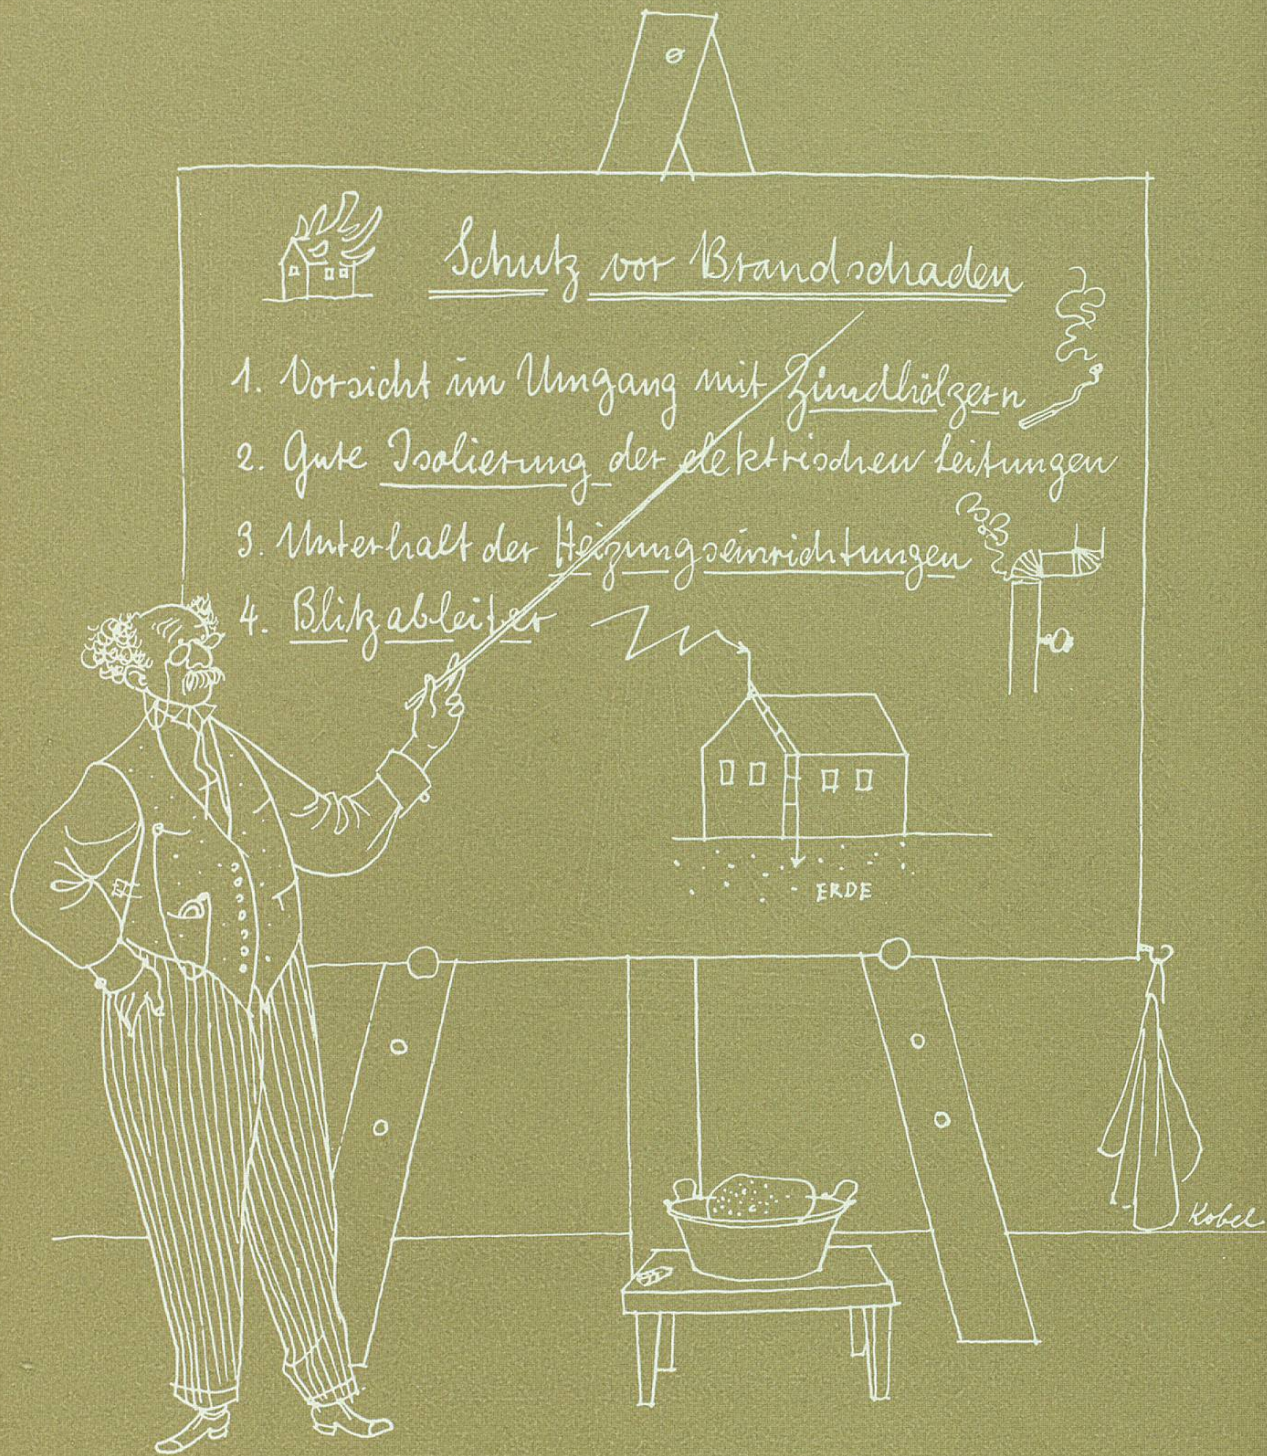 Schutz vor Brandschaden
1. Vorsicht im Umgang mit Zündhölzern
2. Gute Isolierung der elektrischen Leitungen
3. Unterhalt der Heizungseinrichtungen
4. Blitzableiter
ERDE
Kobel